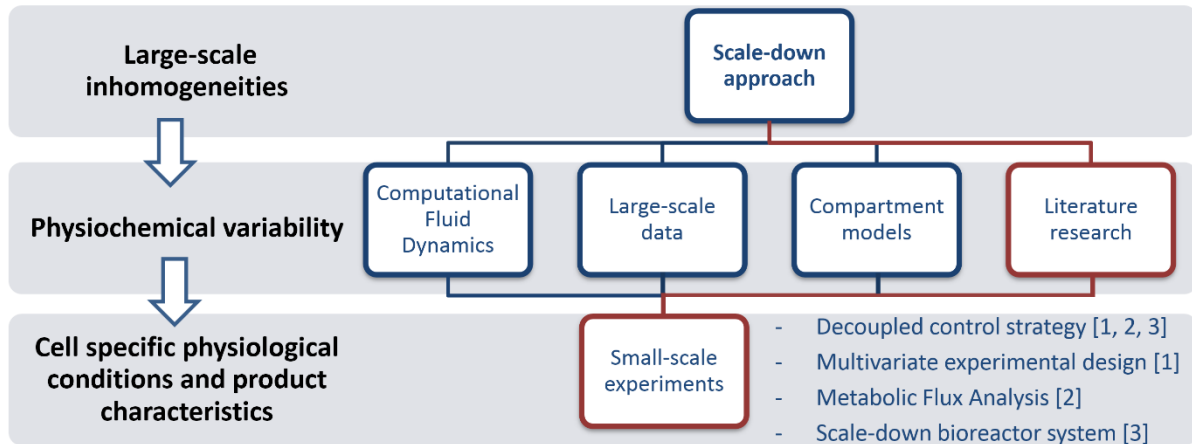 Large-scale
inhomogeneities
Scale-down
approach
Physiochemical variability
Computational
Fluid
Dynamics
Large-scale
data
Compartment
models
Literature
research
Cell specific physiological
conditions and product
characteristics
Small-scale
experiments
- Decoupled control strategy [1, 2, 3]
- Multivariate experimental design [1]
- Metabolic Flux Analysis [2]
- Scale-down bioreactor system [3]